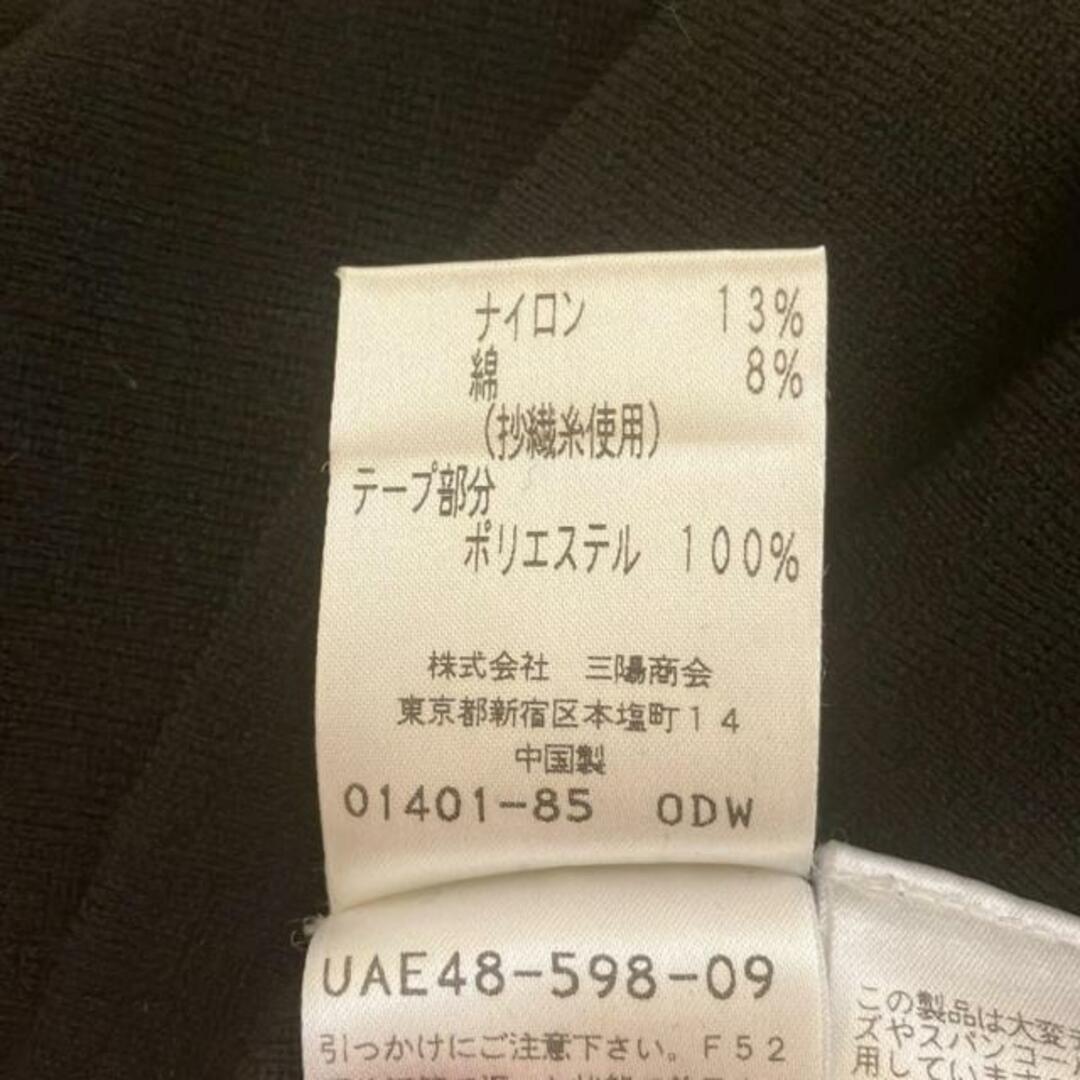 ナイロン 13%
綿 8%
(抄繊糸使用)
テープ部分
ポリエステル 100%
株式会社 三陽商会
東京都新宿区本塩町14
中国製
01401-85 ODW
UAE48-598-09
引っかけにご注意下さい。F52
この製品は大変
ズやスパンコー
用しています